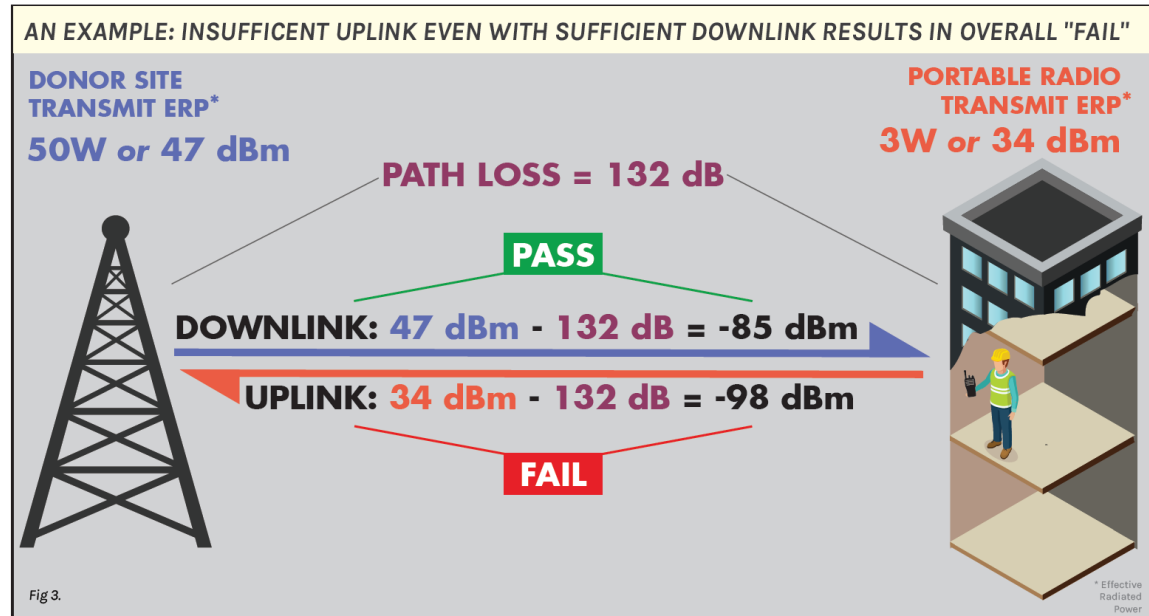 AN EXAMPLE: INSUFFICENT UPLINK EVEN WITH SUFFICIENT DOWNLINK RESULTS IN OVERALL "FAIL"
DONOR SITE
TRANSMIT ERP*
50W or 47 dBm
PORTABLE RADIO
TRANSMIT ERP*
3W or 34 dBm
PATH LOSS = 132 dB
PASS
DOWNLINK: 47 dBm - 132 dB = -85 dBm
UPLINK: 34 dBm - 132 dB = -98 dBm
FAIL
Fig 3.
* Effective
Radiated
Power